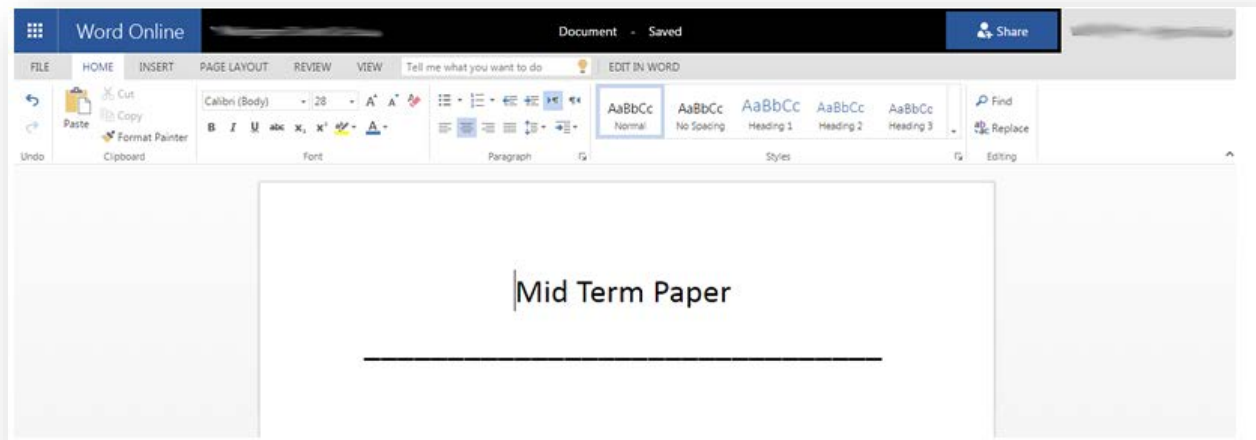 Word Online Document - Saved Share
FILE HOME INSERT PAGE LAYOUT REVIEW VIEW Tell me what you want to do EDIT IN WORD
Cut
Copy
Paste
Format Painter
Calibri (Body) 28 A A
B I U abc x, x² A
AaBbCc AaBbCc AaBbCc AaBbCc AaBbCc
Normal No Spacing Heading 1 Heading 2 Heading 3
Find
Replace
Undo Clipboard Font Paragraph Styles Editing
Mid Term Paper